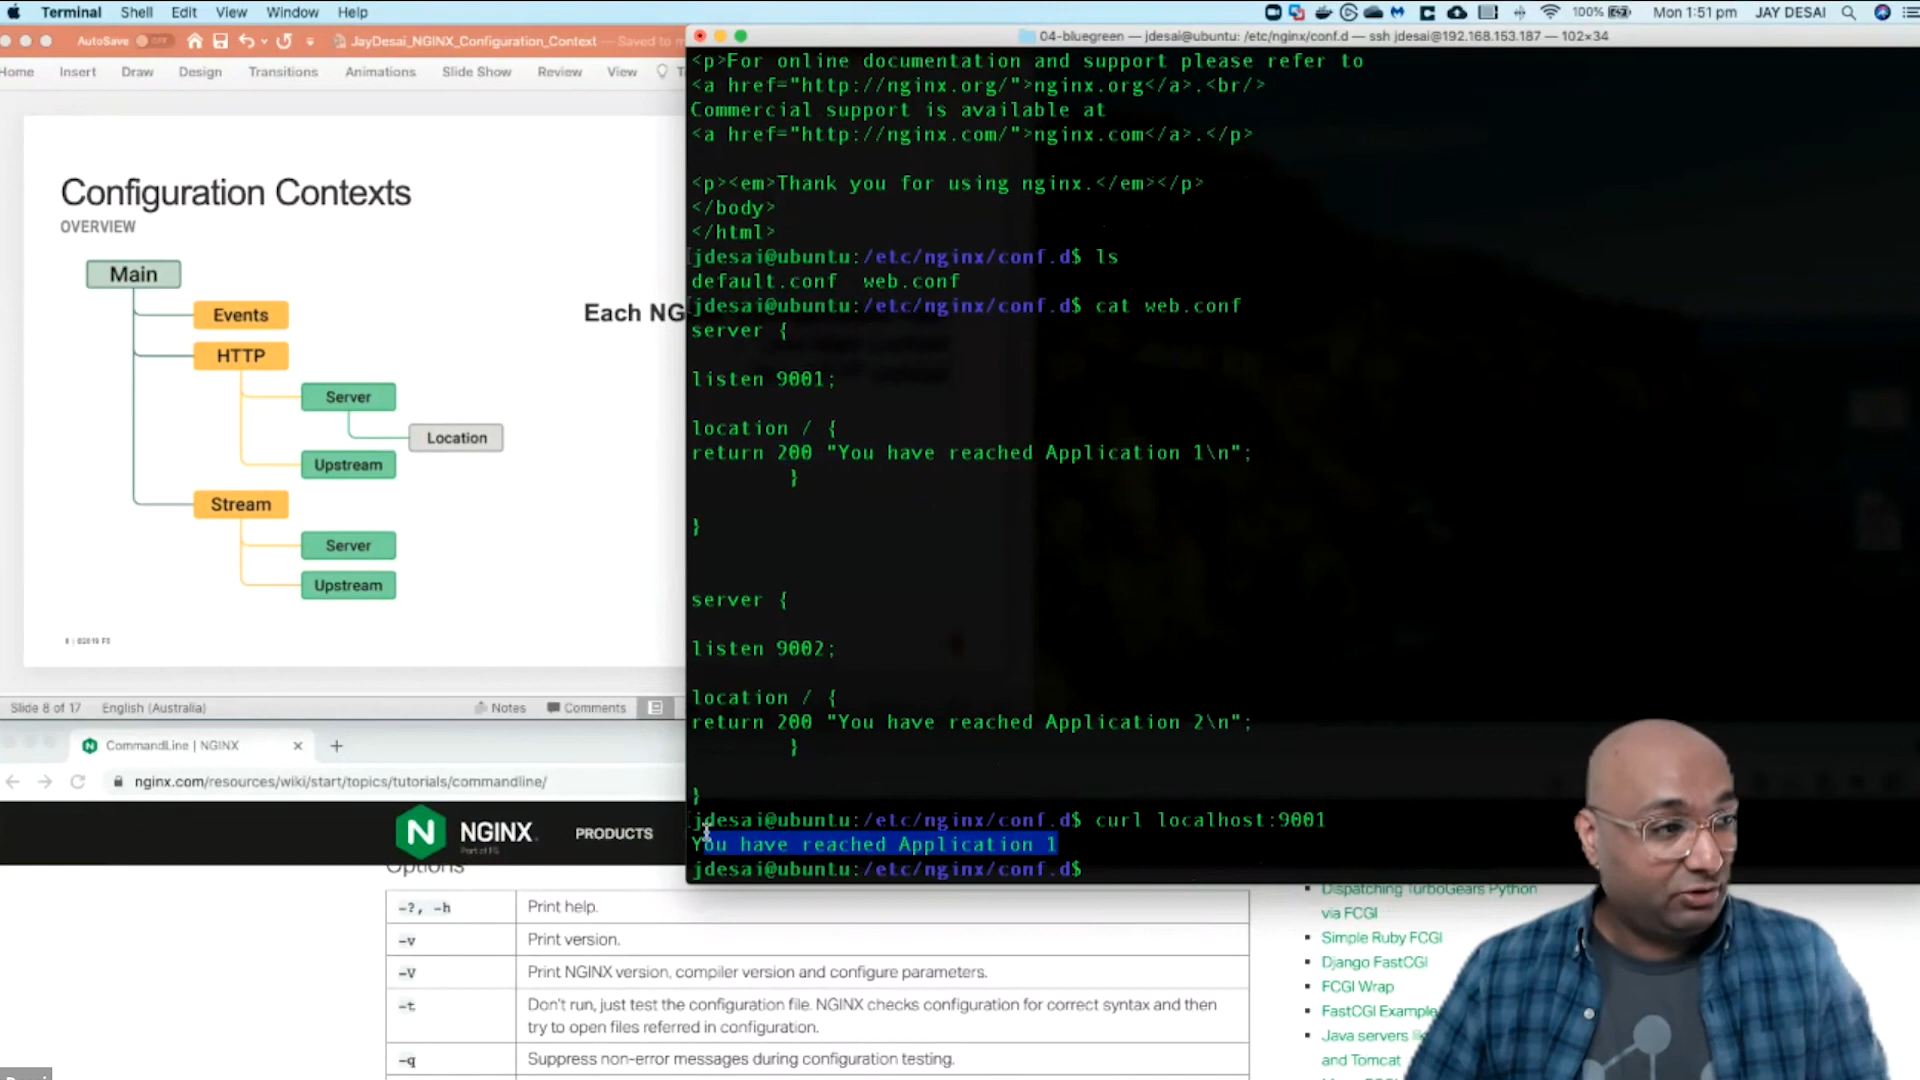 Terminal Shell Edit View Window Help
100%
Mon 1:51 pm JAY DESAI
AutoSave OFF
JayDesai_NGINX_Configuration_Context — Saved to
Home Insert Draw Design Transitions Animations Slide Show Review View
Configuration Contexts
OVERVIEW
Main
Events
HTTP
Server
Location
Upstream
Stream
Server
Upstream
Each NG
8 | ©2019 F5
Slide 8 of 17 English (Australia) Notes Comments
04-bluegreen — jdesai@ubuntu: /etc/nginx/conf.d — ssh jdesai@192.168.153.187 — 102×34
<p>For online documentation and support please refer to
<a href="http://nginx.org/">nginx.org</a>.<br/>
Commercial support is available at
<a href="http://nginx.com/">nginx.com</a>.</p>
<p><em>Thank you for using nginx.</em></p>
</body>
</html>
jdesai@ubuntu:/etc/nginx/conf.d$ ls
default.conf web.conf
jdesai@ubuntu:/etc/nginx/conf.d$ cat web.conf
server {
listen 9001;
location / {
return 200 "You have reached Application 1\n";
}
}
server {
listen 9002;
location / {
return 200 "You have reached Application 2\n";
}
}
jdesai@ubuntu:/etc/nginx/conf.d$ curl localhost:9001
You have reached Application 1
jdesai@ubuntu:/etc/nginx/conf.d$
CommandLine | NGINX
nginx.com/resources/wiki/start/topics/tutorials/commandline/
NGINX
Part of F5
PRODUCTS
Options
-?, -h Print help.
-v Print version.
-V Print NGINX version, compiler version and configure parameters.
-t Don't run, just test the configuration file. NGINX checks configuration for correct syntax and then
try to open files referred in configuration.
-q Suppress non-error messages during configuration testing.
Dispatching TurboGears Python
via FCGI
Simple Ruby FCGI
Django FastCGI
FCGI Wrap
FastCGI Example
Java servers
and Tomcat